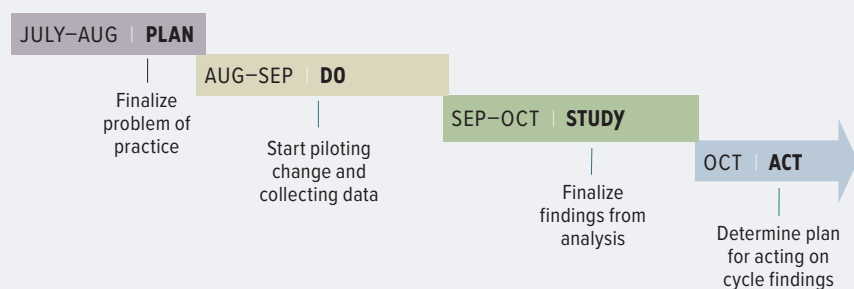 JULY–AUG | PLAN
Finalize
problem of
practice
AUG–SEP | DO
Start piloting
change and
collecting data
SEP–OCT | STUDY
Finalize
findings from
analysis
OCT | ACT
Determine plan
for acting on
cycle findings